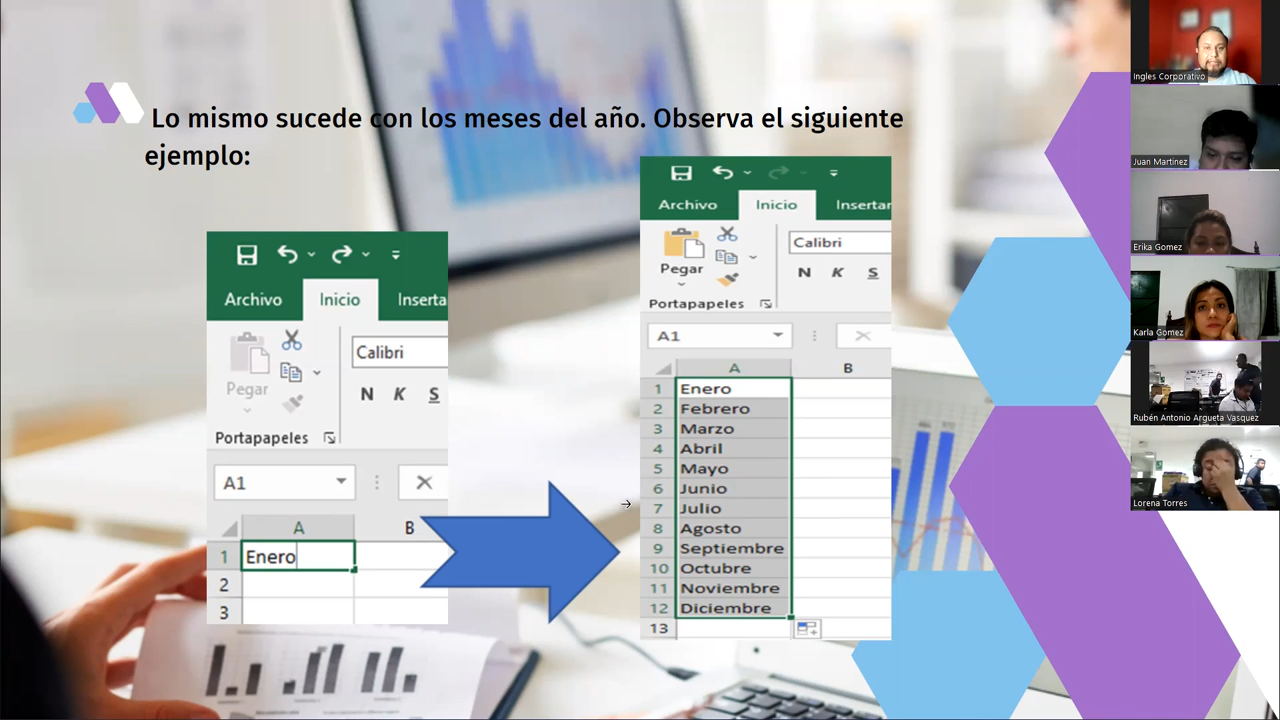 Lo mismo sucede con los meses del año. Observa el siguiente
ejemplo:
Archivo Inicio Inserta
Pegar
Calibri
N K S
Portapapeles
A1
A B
1 Enero
2
3
Archivo Inicio Insertar
Pegar
Calibri
N K S
Portapapeles
A1
A B
1 Enero
2 Febrero
3 Marzo
4 Abril
5 Mayo
6 Junio
7 Julio
8 Agosto
9 Septiembre
10 Octubre
11 Noviembre
12 Diciembre
13
Ingles Corporativo
Juan Martinez
Erika Gomez
Karla Gomez
Rubén Antonio Argueta Vasquez
Lorena Torres